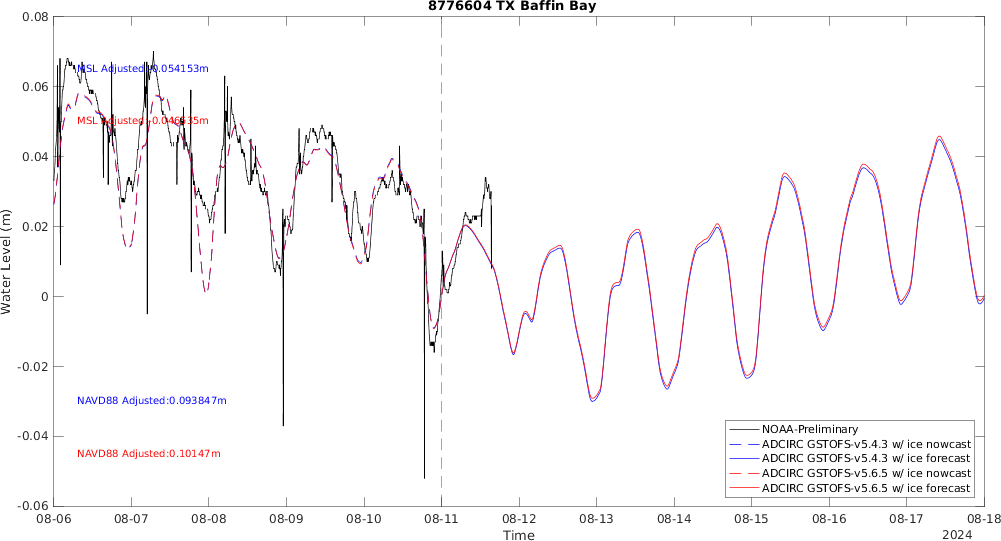 8776604 TX Baffin Bay
0.08
0.06
0.04
0.02
0
-0.02
-0.04
-0.06
Water Level (m)
MSL Adjusted:-0.054153m
MSL Adjusted:-0.046535m
NAVD88 Adjusted:0.093847m
NAVD88 Adjusted:0.10147m
NOAA-Preliminary
ADCIRC GSTOFS-v5.4.3 w/ ice nowcast
ADCIRC GSTOFS-v5.4.3 w/ ice forecast
ADCIRC GSTOFS-v5.6.5 w/ ice nowcast
ADCIRC GSTOFS-v5.6.5 w/ ice forecast
08-06 08-07 08-08 08-09 08-10 08-11 08-12 08-13 08-14 08-15 08-16 08-17 08-18
Time
2024